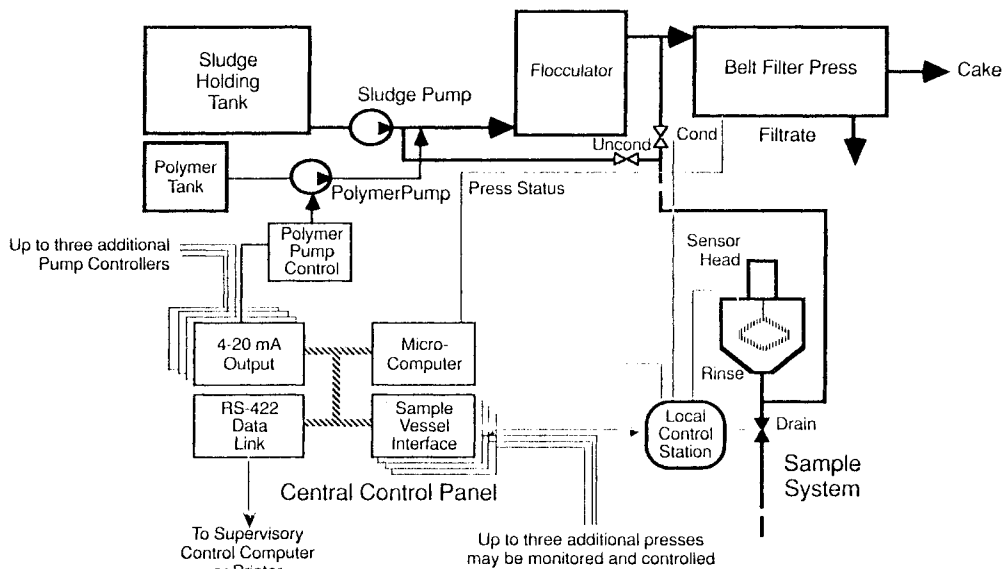 Sludge
Holding
Tank
Sludge Pump
Flocculator
Belt Filter Press
Cake
Filtrate
Cond
Uncond
Polymer
Tank
PolymerPump
Press Status
Polymer
Pump
Control
Up to three additional
Pump Controllers
Sensor
Head
4-20 mA
Output
Micro-
Computer
Rinse
RS-422
Data
Link
Sample
Vessel
Interface
Local
Control
Station
Drain
Sample
System
Central Control Panel
To Supervisory
Control Computer
or Printer
Up to three additional presses
may be monitored and controlled